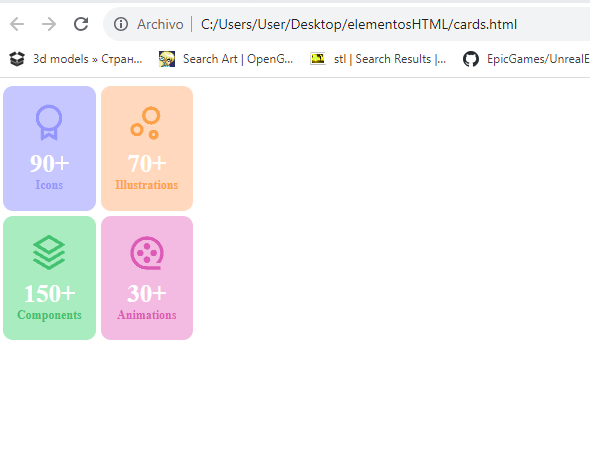 Archivo | C:/Users/User/Desktop/elementosHTML/cards.html
3d models » Стран... Search Art | OpenG... stl | Search Results |... EpicGames/UnrealE
90+ 70+
Icons Illustrations
150+ 30+
Components Animations